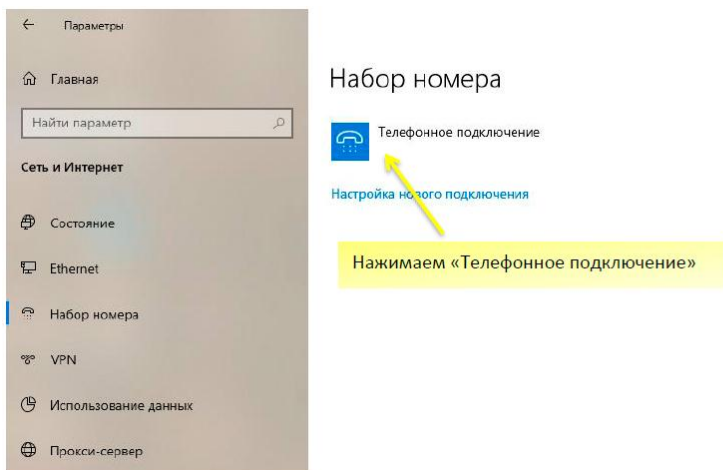 Параметры
Главная
Найти параметр
Сеть и Интернет
Состояние
Ethernet
Набор номера
VPN
Использование данных
Прокси-сервер
Набор номера
Телефонное подключение
Настройка нового подключения
Нажимаем «Телефонное подключение»